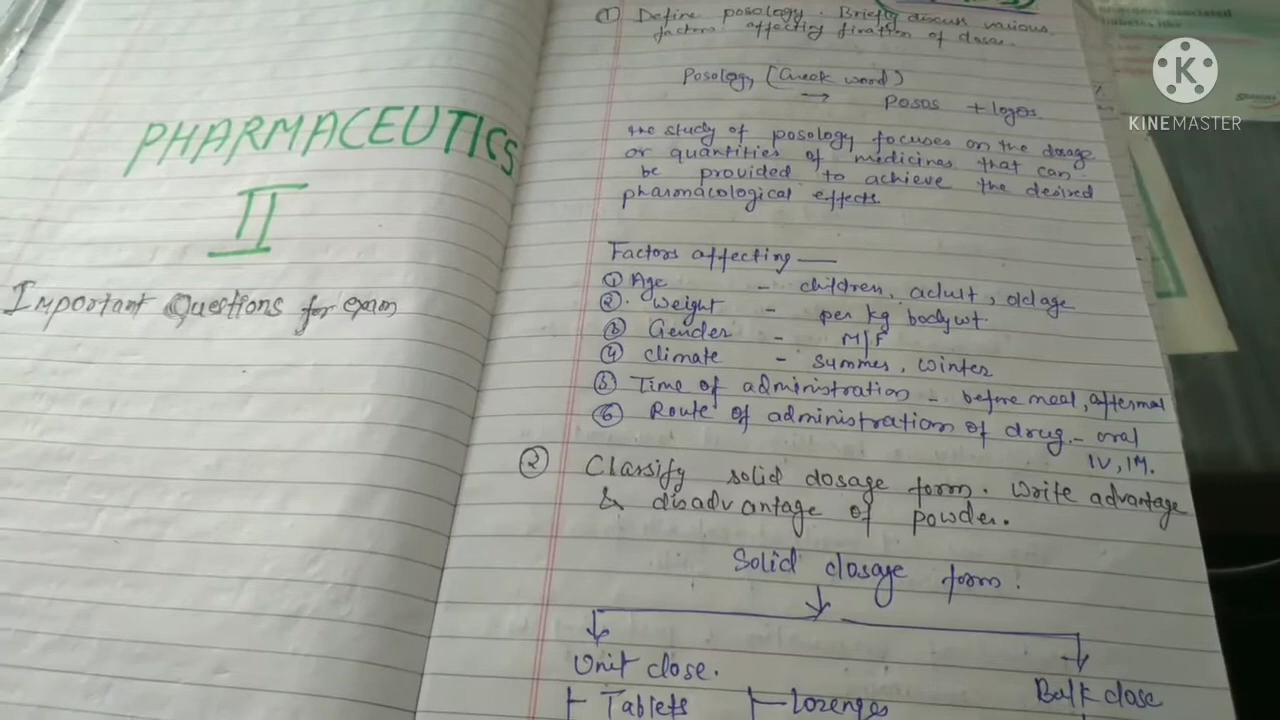 PHARMACEUTICS
II
Important Questions for exam
① Define posology. Briefly discuss various
factors affecting fixation of dose.
Posology (Greek word)
→ Posos + logos
the study of posology focuses on the dosage
or quantities of medicines that can
be provided to achieve the desired
pharmacological effects.
Factors affecting —
① Age - children, adult, old age
②. Weight - per kg body wt.
③ Gender - M/F
④ climate - summer, winter
⑤ Time of administration - before meal, after meal
⑥ Route of administration of drug - oral
IV, IM.
② Classify solid dosage form. Write advantage
& disadvantage of powder.
Solid dosage form.
Unit dose.
Bulk dose
Tablets
Lozenges
K
KINEMASTER